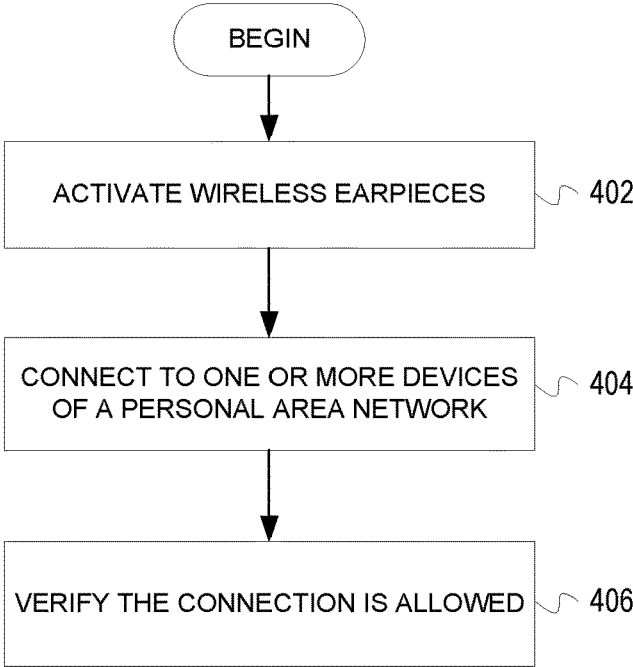 BEGIN
ACTIVATE WIRELESS EARPIECES
402
CONNECT TO ONE OR MORE DEVICES
OF A PERSONAL AREA NETWORK
404
VERIFY THE CONNECTION IS ALLOWED
406